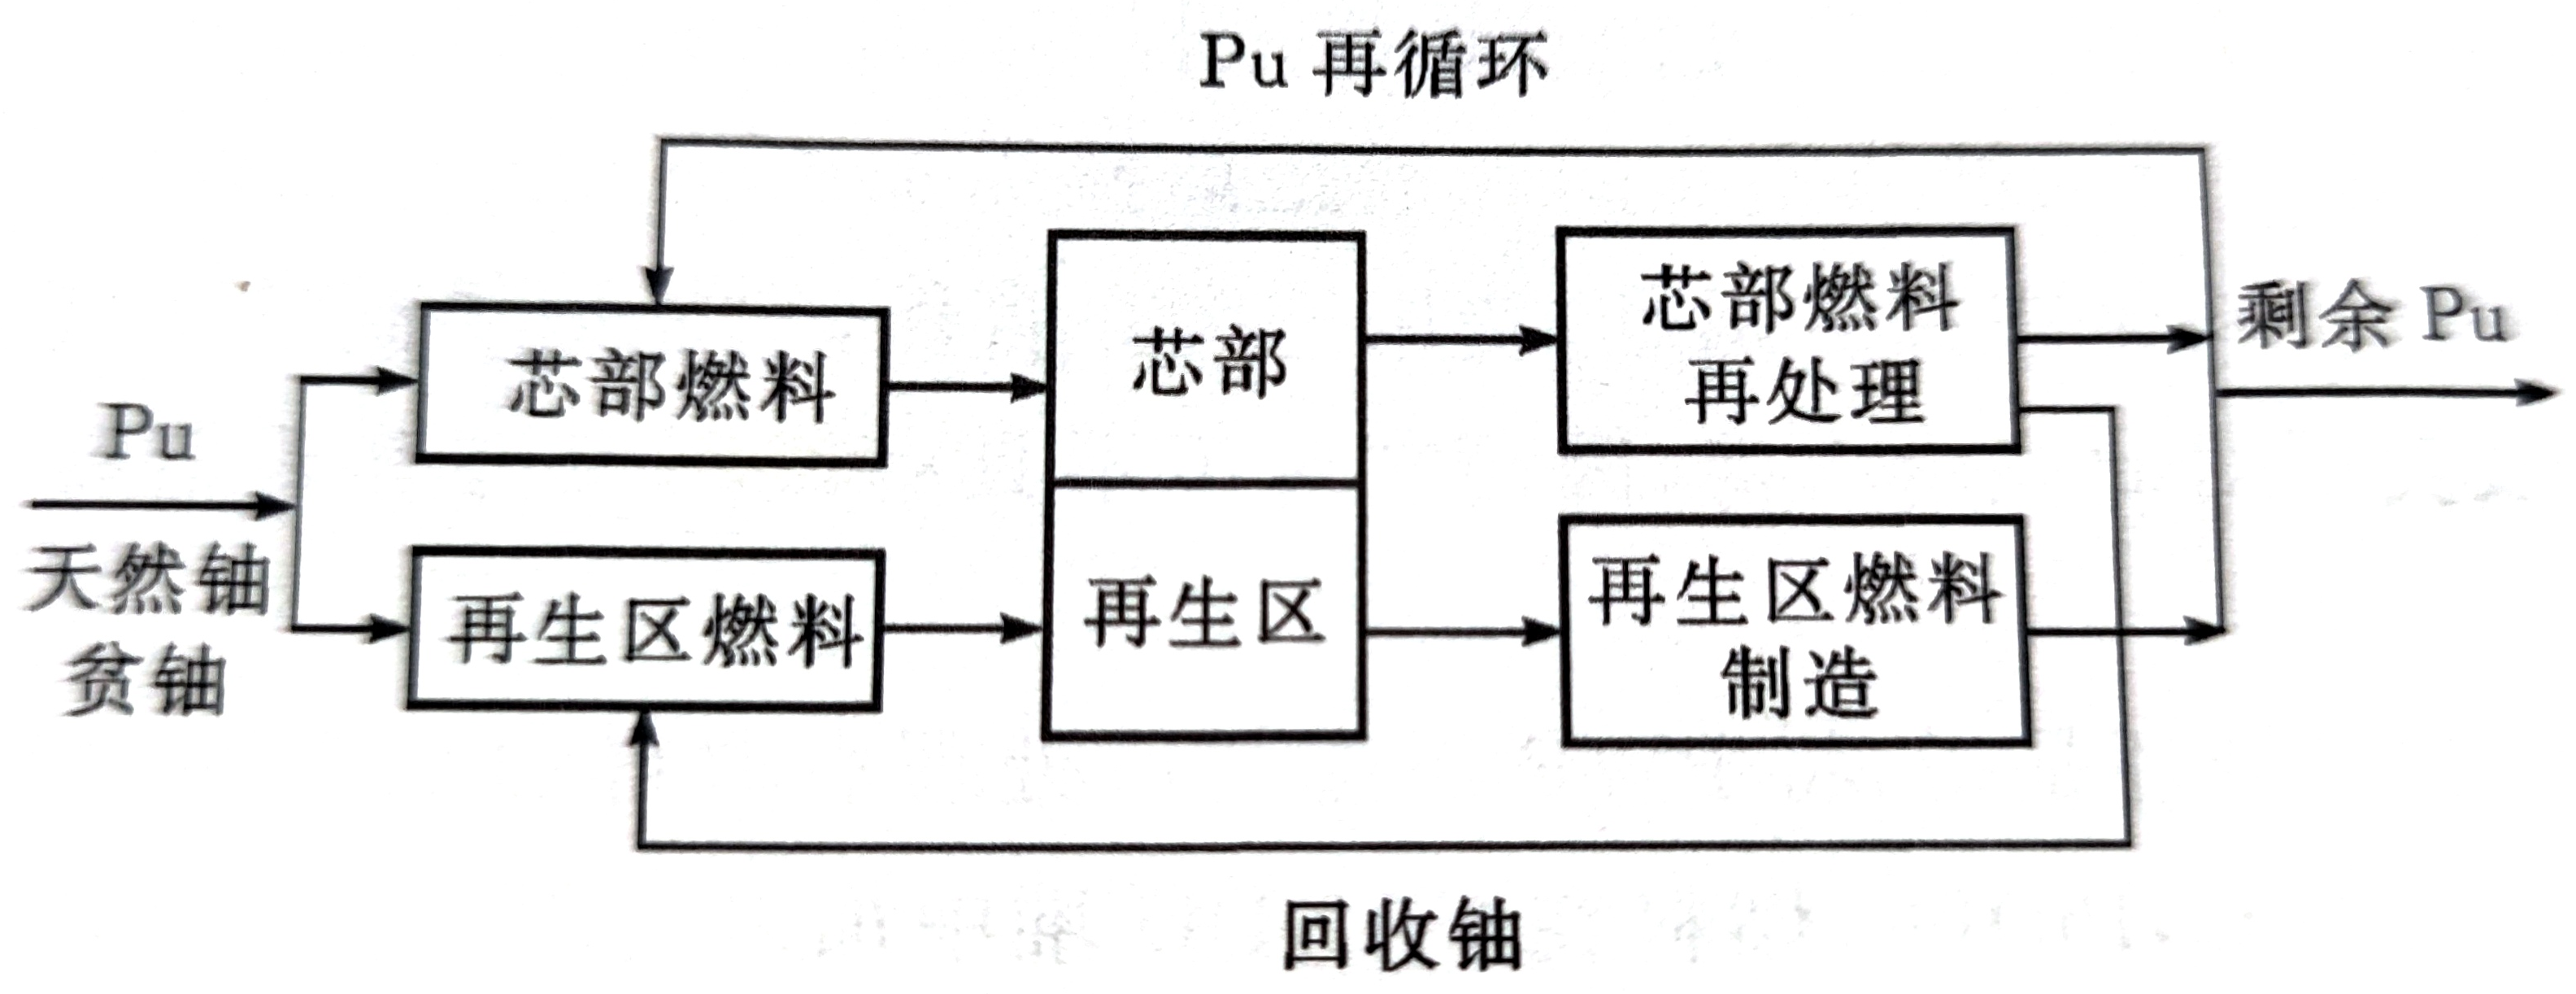 Pu 再循环
芯部燃料
芯部
芯部燃料
再处理
剩余 Pu
Pu
天然铀
贫铀
再生区燃料
再生区
再生区燃料
制造
回收铀